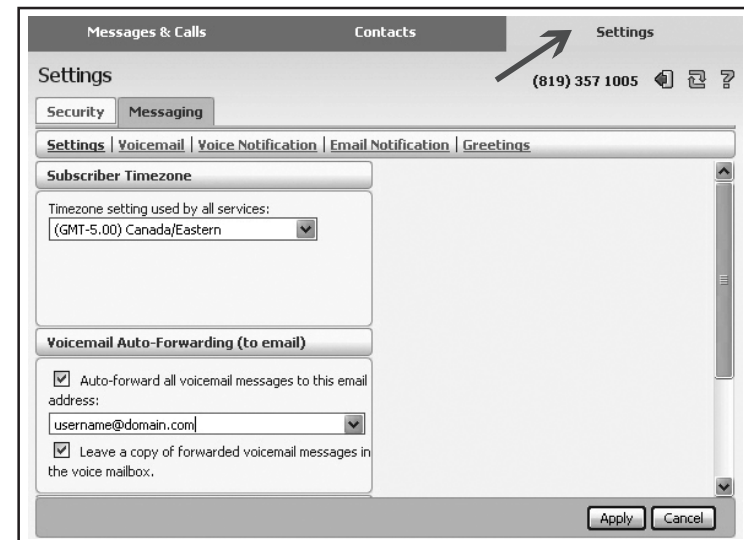 Messages & Calls
Contacts
Settings
Settings
(819) 357 1005
Security
Messaging
Settings | Voicemail | Voice Notification | Email Notification | Greetings
Subscriber Timezone
Timezone setting used by all services:
(GMT-5.00) Canada/Eastern
Voicemail Auto-Forwarding (to email)
Auto-forward all voicemail messages to this email
address:
username@domain.com
Leave a copy of forwarded voicemail messages in
the voice mailbox.
Apply
Cancel